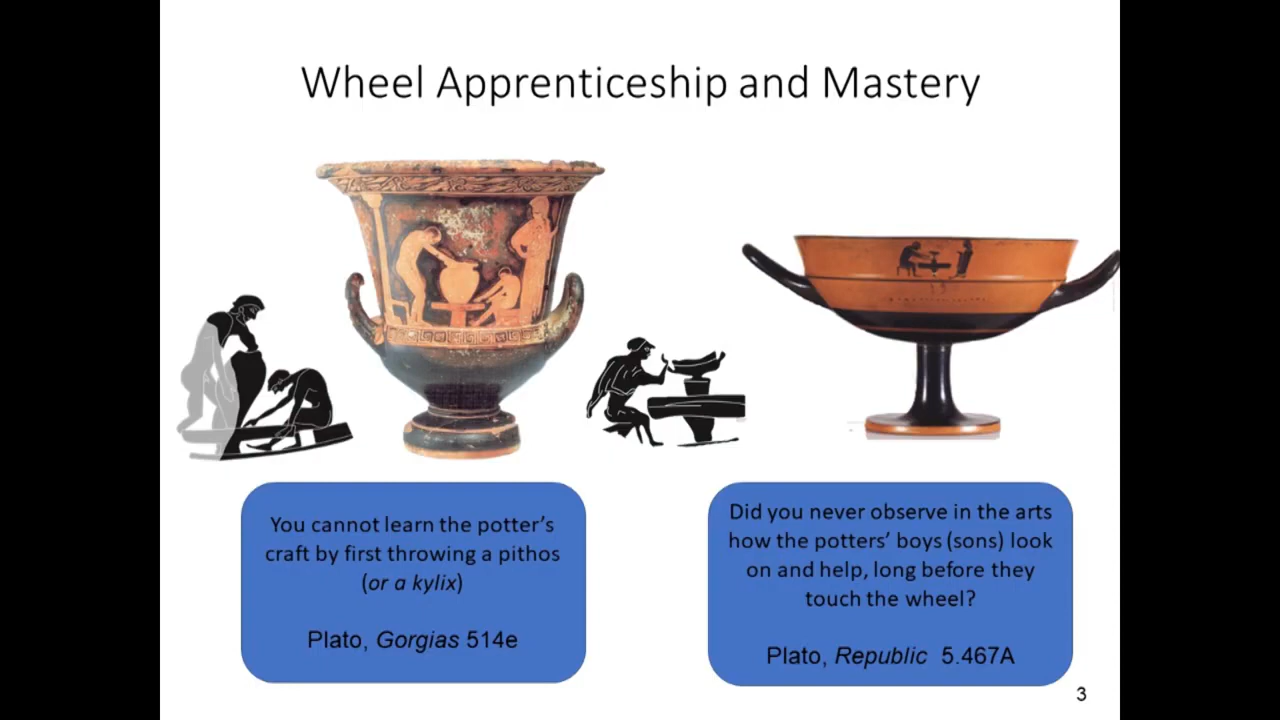 Wheel Apprenticeship and Mastery
You cannot learn the potter's
craft by first throwing a pithos
(or a kylix)
Plato, Gorgias 514e
Did you never observe in the arts
how the potters' boys (sons) look
on and help, long before they
touch the wheel?
Plato, Republic 5.467A
3